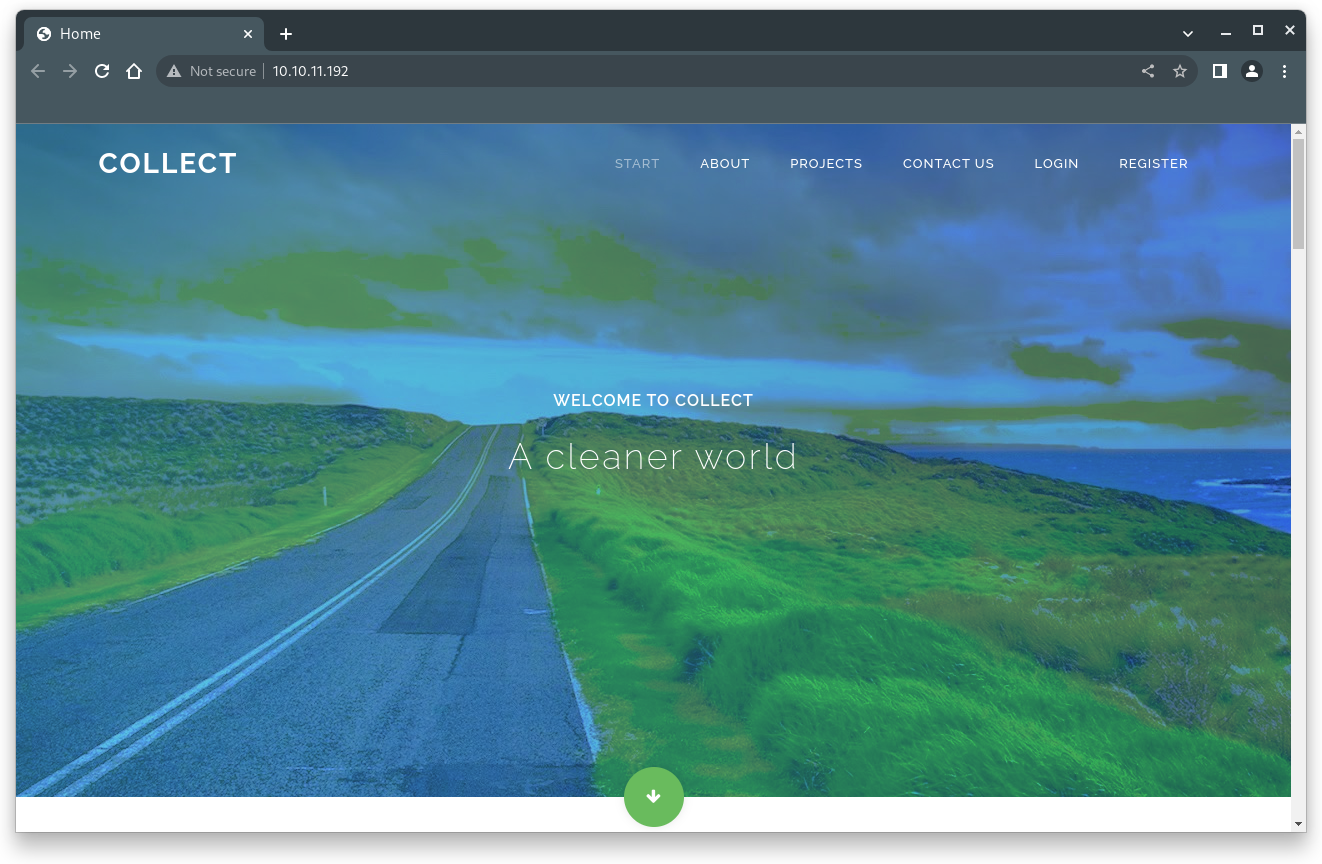 Home
Not secure 10.10.11.192
COLLECT START ABOUT PROJECTS CONTACT US LOGIN REGISTER
WELCOME TO COLLECT
A cleaner world